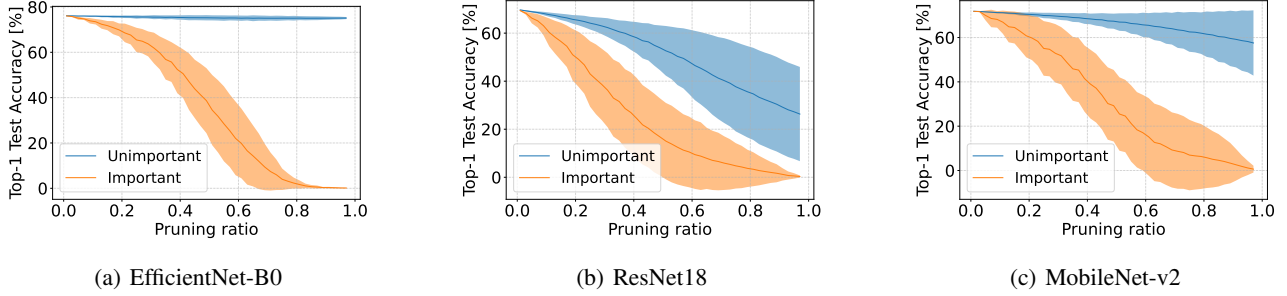 Top-1 Test Accuracy [%]
80
60
40
20
0
Unimportant
Important
0.0 0.2 0.4 0.6 0.8 1.0
Pruning ratio
(a) EfficientNet-B0
Top-1 Test Accuracy [%]
60
40
20
0
Unimportant
Important
0.0 0.2 0.4 0.6 0.8 1.0
Pruning ratio
(b) ResNet18
Top-1 Test Accuracy [%]
60
40
20
0
Unimportant
Important
0.0 0.2 0.4 0.6 0.8 1.0
Pruning ratio
(c) MobileNet-v2